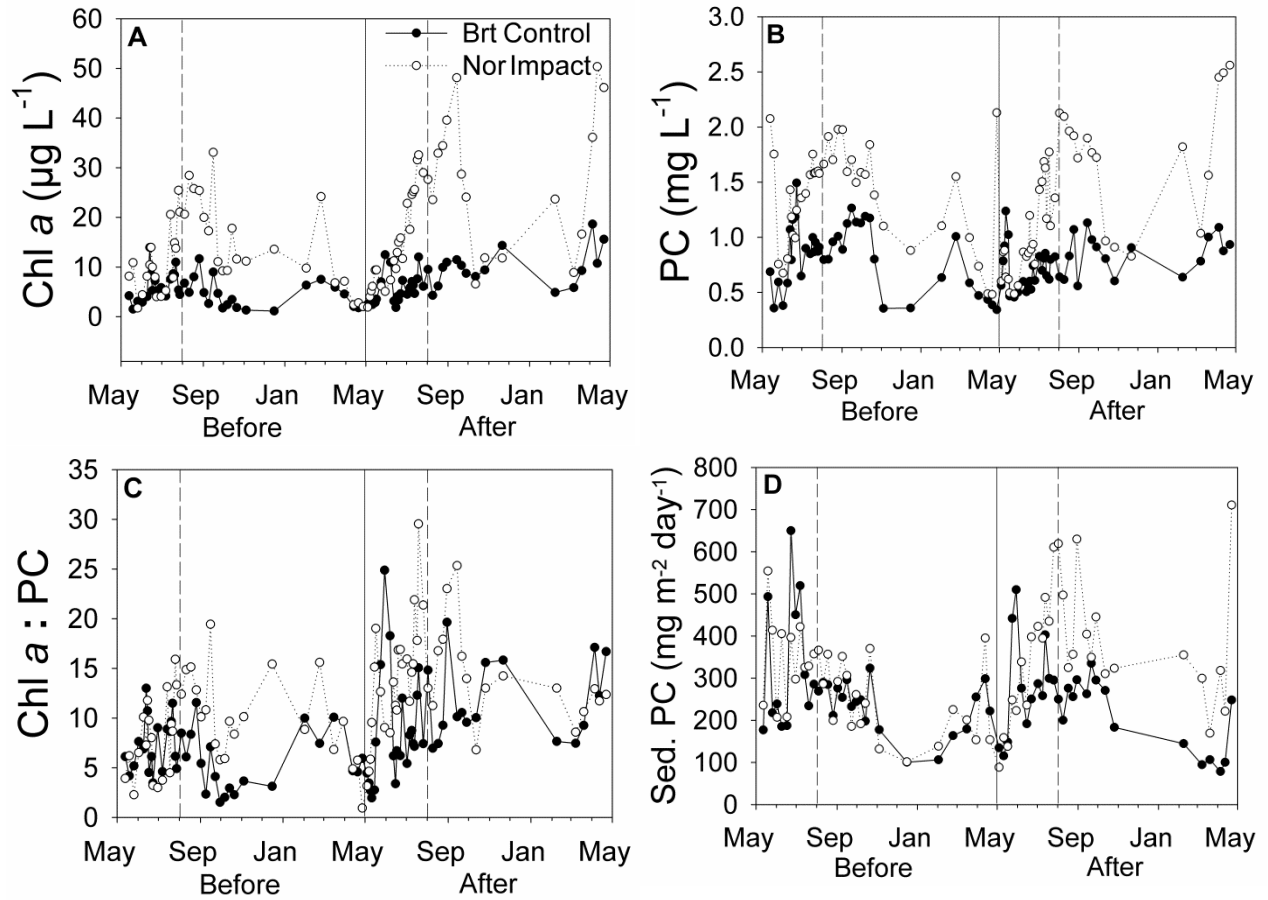 A
Brt Control
Nor Impact
Chl a (µg L-1)
60
50
40
30
20
10
0
May Sep Jan May Sep Jan May
Before After
B
PC (mg L-1)
3.0
2.5
2.0
1.5
1.0
0.5
0.0
May Sep Jan May Sep Jan May
Before After
C
Chl a : PC
35
30
25
20
15
10
5
0
May Sep Jan May Sep Jan May
Before After
D
Sed. PC (mg m-2 day-1)
800
700
600
500
400
300
200
100
0
May Sep Jan May Sep Jan May
Before After